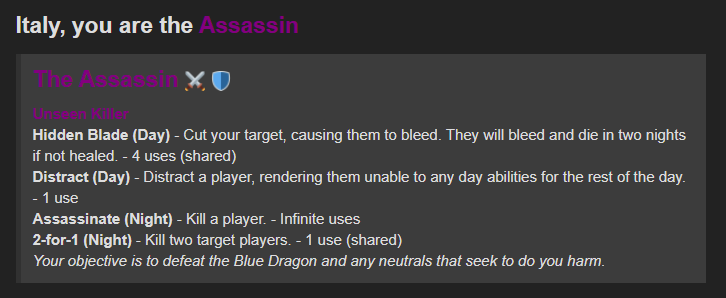 Italy, you are the Assassin
The Assassin ⚔️🛡️
Unseen Killer
Hidden Blade (Day) - Cut your target, causing them to bleed. They will bleed and die in two nights
if not healed. - 4 uses (shared)
Distract (Day) - Distract a player, rendering them unable to any day abilities for the rest of the day.
- 1 use
Assassinate (Night) - Kill a player. - Infinite uses
2-for-1 (Night) - Kill two target players. - 1 use (shared)
Your objective is to defeat the Blue Dragon and any neutrals that seek to do you harm.